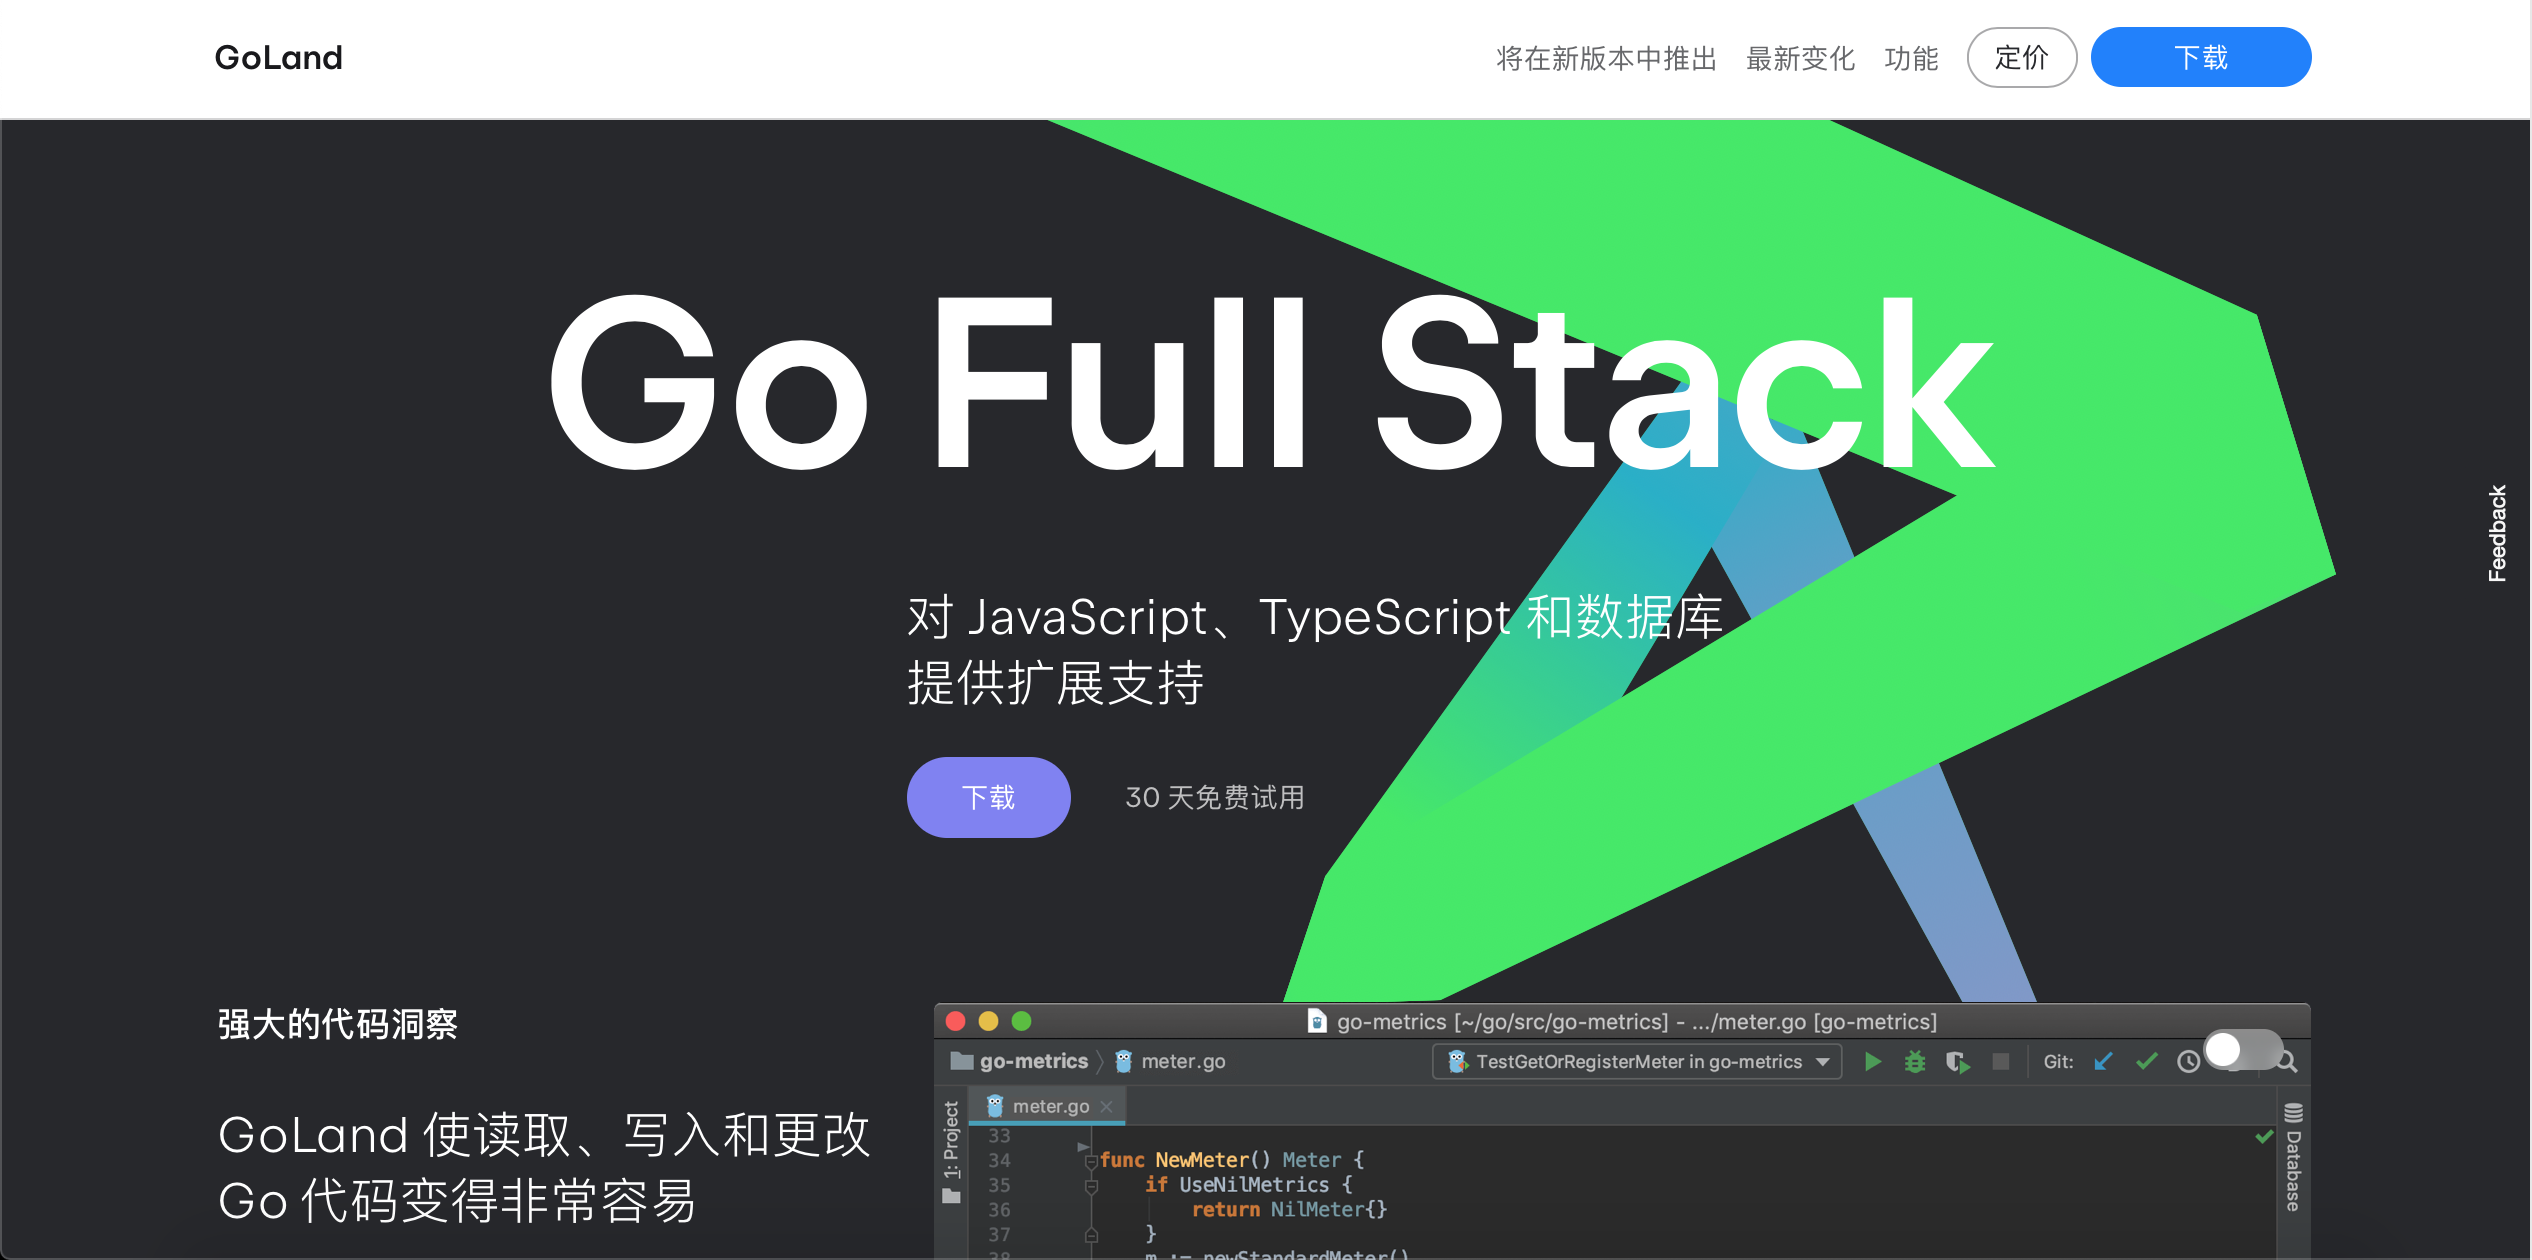 GoLand
将在新版本中推出 最新变化 功能 定价 下载
Go Full Stack
Feedback
对 JavaScript、TypeScript 和数据库
提供扩展支持
下载 30 天免费试用
强大的代码洞察
GoLand 使读取、写入和更改
Go 代码变得非常容易
go-metrics [~/go/src/go-metrics] - .../meter.go [go-metrics]
go-metrics meter.go TestGetOrRegisterMeter in go-metrics Git:
1: Project
meter.go
Database
33
34 func NewMeter() Meter {
35 if UseNilMetrics {
36 return NilMeter{}
37 }
38 m := newStandardMeter()